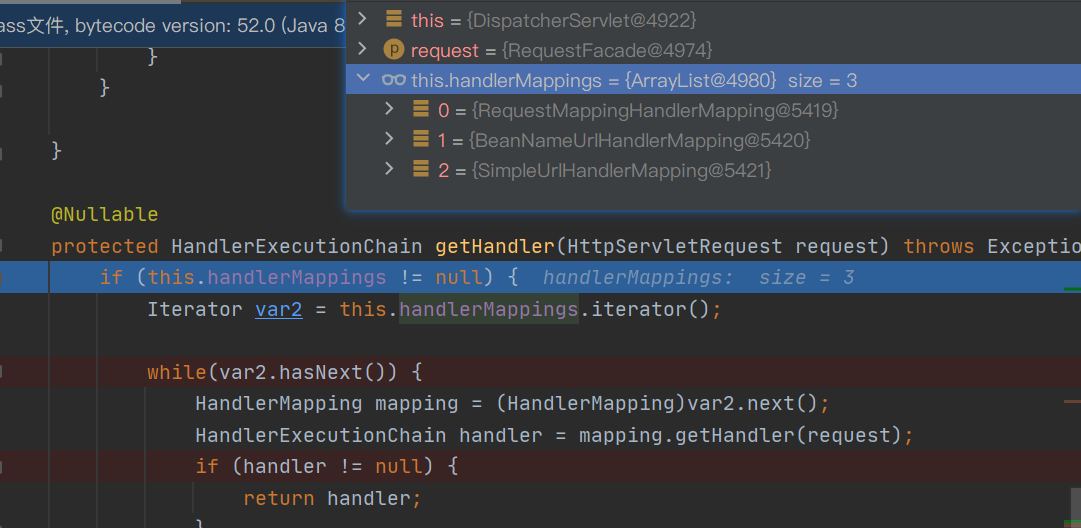 ass文件, bytecode version: 52.0 (Java 8
this = {DispatcherServlet@4922}
p request = {RequestFacade@4974}
this.handlerMappings = {ArrayList@4980} size = 3
0 = {RequestMappingHandlerMapping@5419}
1 = {BeanNameUrlHandlerMapping@5420}
2 = {SimpleUrlHandlerMapping@5421}
}
}
}
@Nullable
protected HandlerExecutionChain getHandler(HttpServletRequest request) throws Exceptio
if (this.handlerMappings != null) { handlerMappings: size = 3
Iterator var2 = this.handlerMappings.iterator();
while(var2.hasNext()) {
HandlerMapping mapping = (HandlerMapping)var2.next();
HandlerExecutionChain handler = mapping.getHandler(request);
if (handler != null) {
return handler;
}